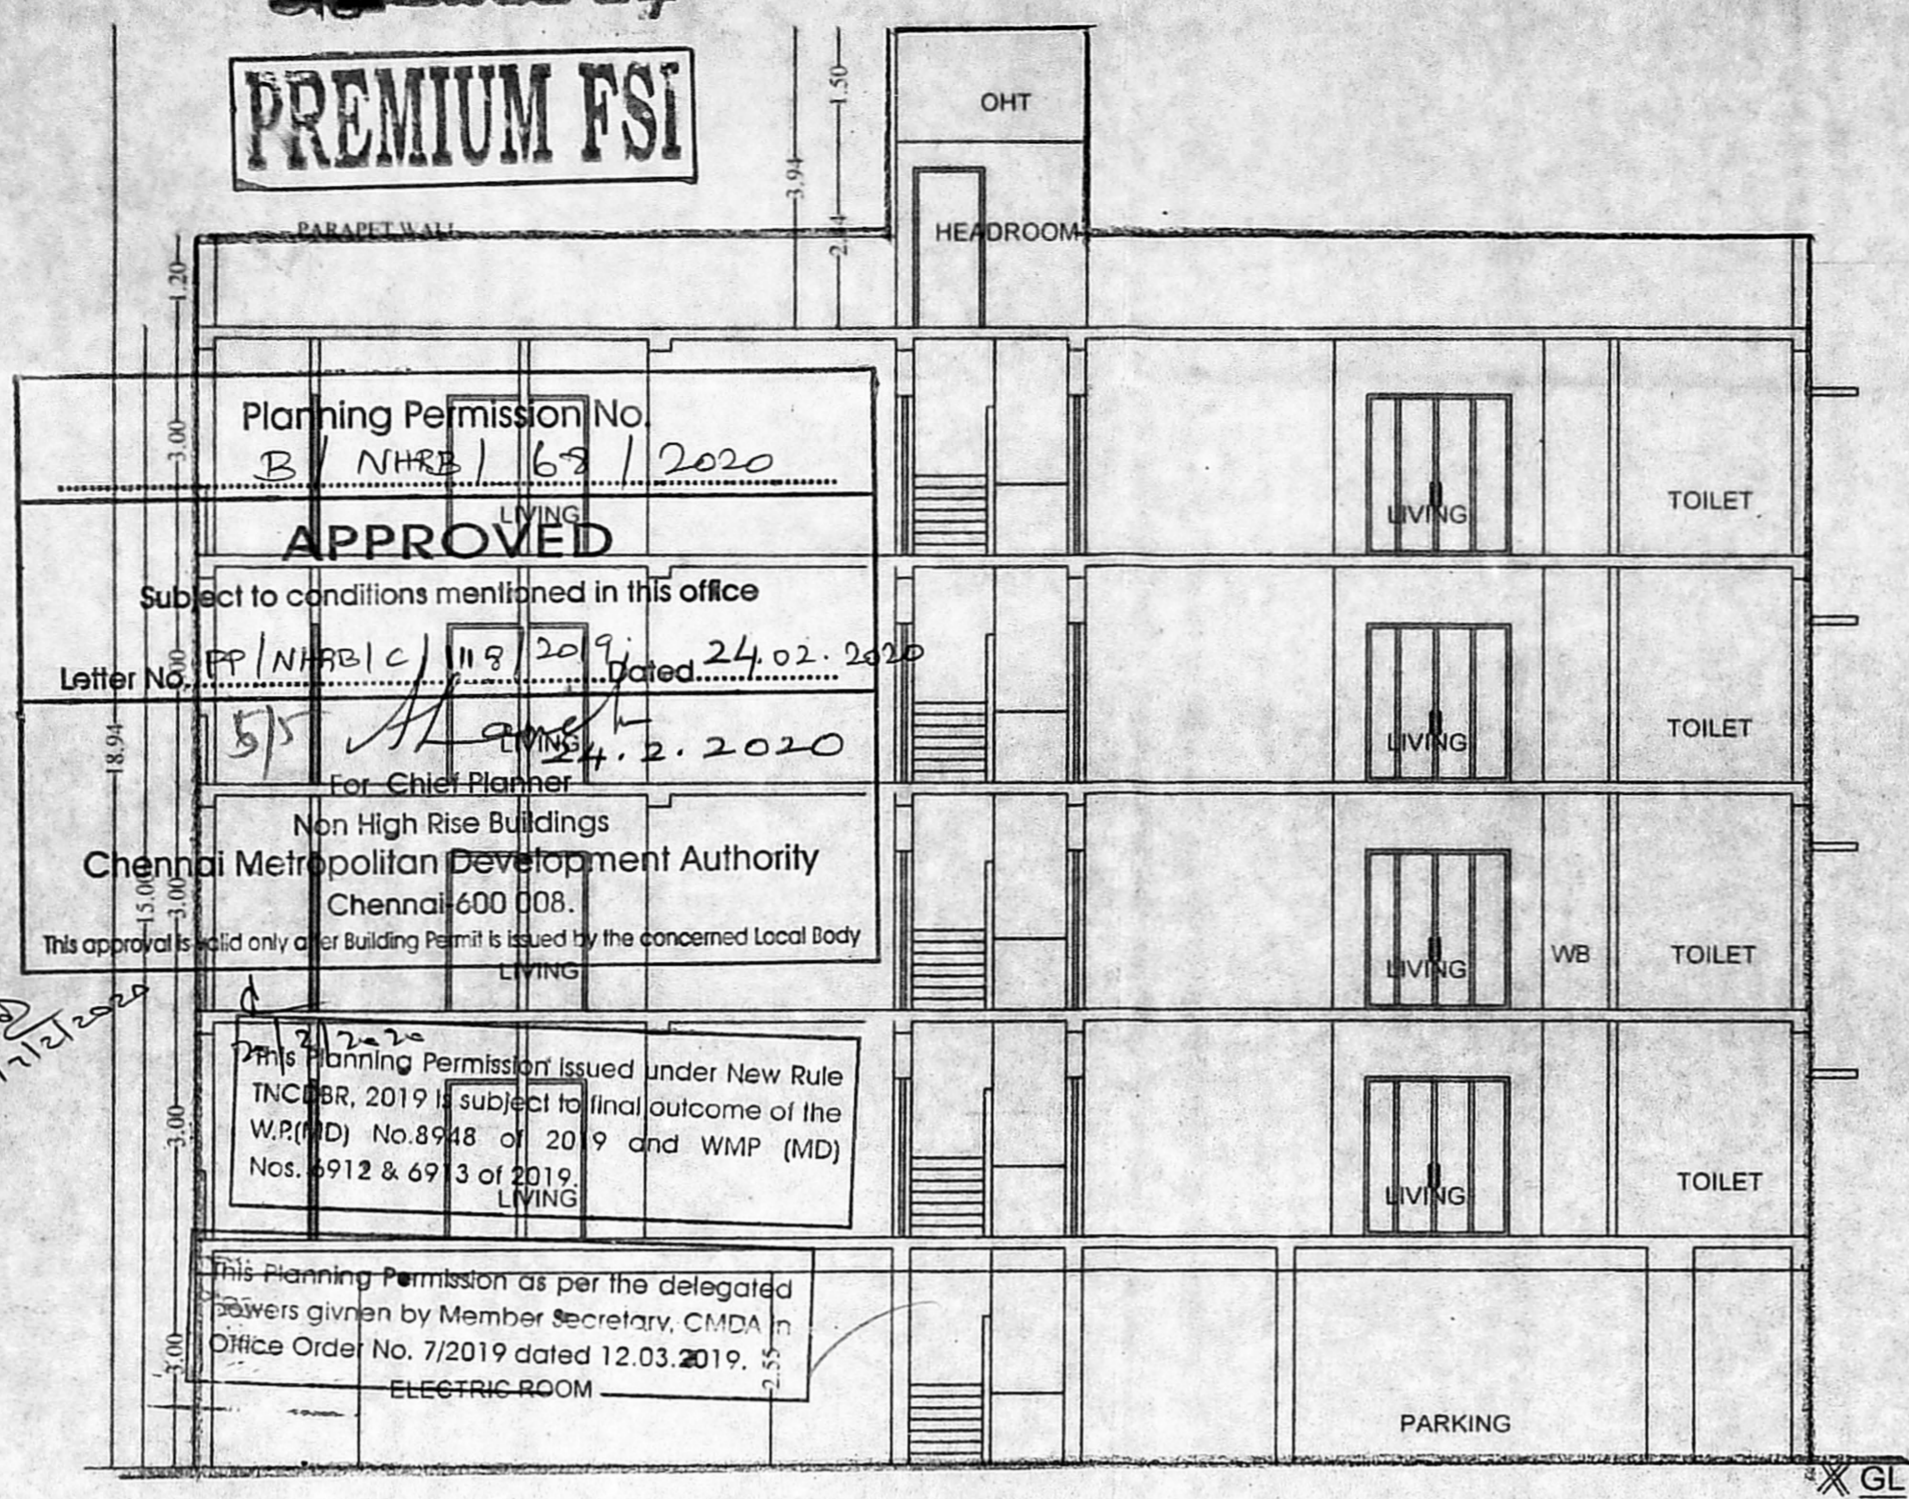 PREMIUM FSI
1.50
OHT
3.94
PARAPET WALL
HEADROOM
1.20
Planning Permission No.
B / NHRB / 68 / 2020
3.00
LIVING
LIVING
TOILET
APPROVED
Subject to conditions mentioned in this office
Letter No. PP/NHRB/C/118/2019, Dated 24.02.2020
5/5
24.2.2020
LIVING
LIVING
TOILET
18.94
For Chief Planner
Non High Rise Buildings
Chennai Metropolitan Development Authority
Chennai-600 008.
15.00
3.00
This approval is valid only after Building Permit is issued by the concerned Local Body
LIVING
LIVING
WB
TOILET
This Planning Permission issued under New Rule
TNCDBR, 2019 is subject to final outcome of the
W.P.(MD) No.8948 of 2019 and WMP (MD)
Nos. 6912 & 6913 of 2019.
3.00
LIVING
LIVING
TOILET
This Planning Permission as per the delegated
powers givnen by Member Secretary, CMDA in
Office Order No. 7/2019 dated 12.03.2019.
3.00
2.55
ELECTRIC ROOM
PARKING
GL